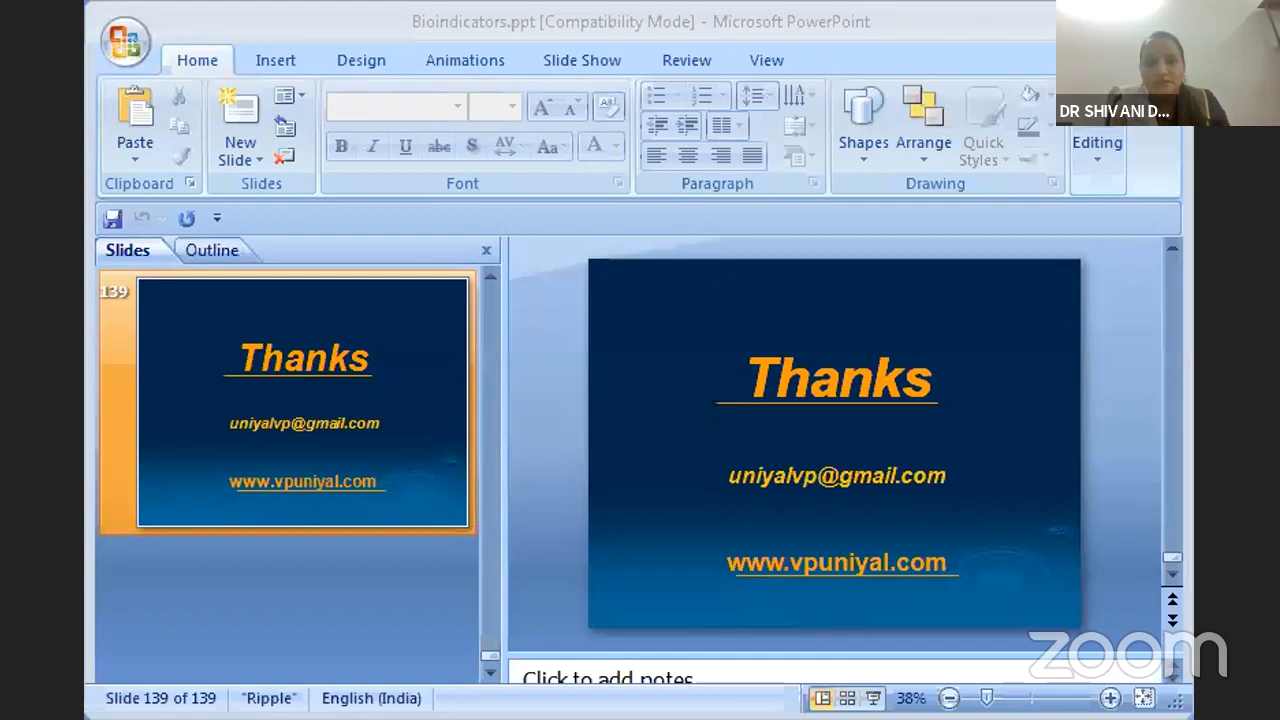 Bioindicators.ppt [Compatibility Mode] - Microsoft PowerPoint
DR SHIVANI D...
Home Insert Design Animations Slide Show Review View
Paste
New Slide
Shapes Arrange Quick Styles
Editing
B I U abc S AV Aa A
Clipboard Slides Font Paragraph Drawing
Slides Outline x
139
Thanks
uniyalvp@gmail.com
www.vpuniyal.com
Thanks
uniyalvp@gmail.com
www.vpuniyal.com
zoom
Click to add notes
Slide 139 of 139 "Ripple" English (India) 38%